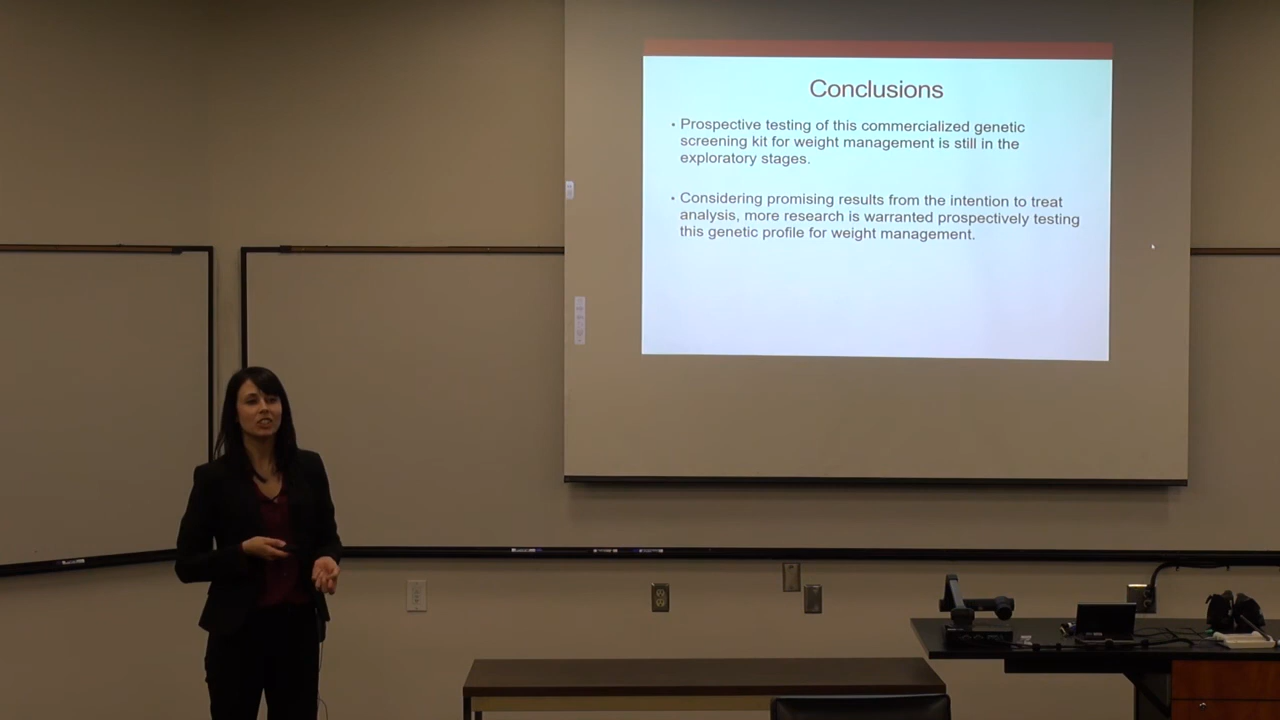 Conclusions
• Prospective testing of this commercialized genetic
screening kit for weight management is still in the
exploratory stages.
• Considering promising results from the intention to treat
analysis, more research is warranted prospectively testing
this genetic profile for weight management.